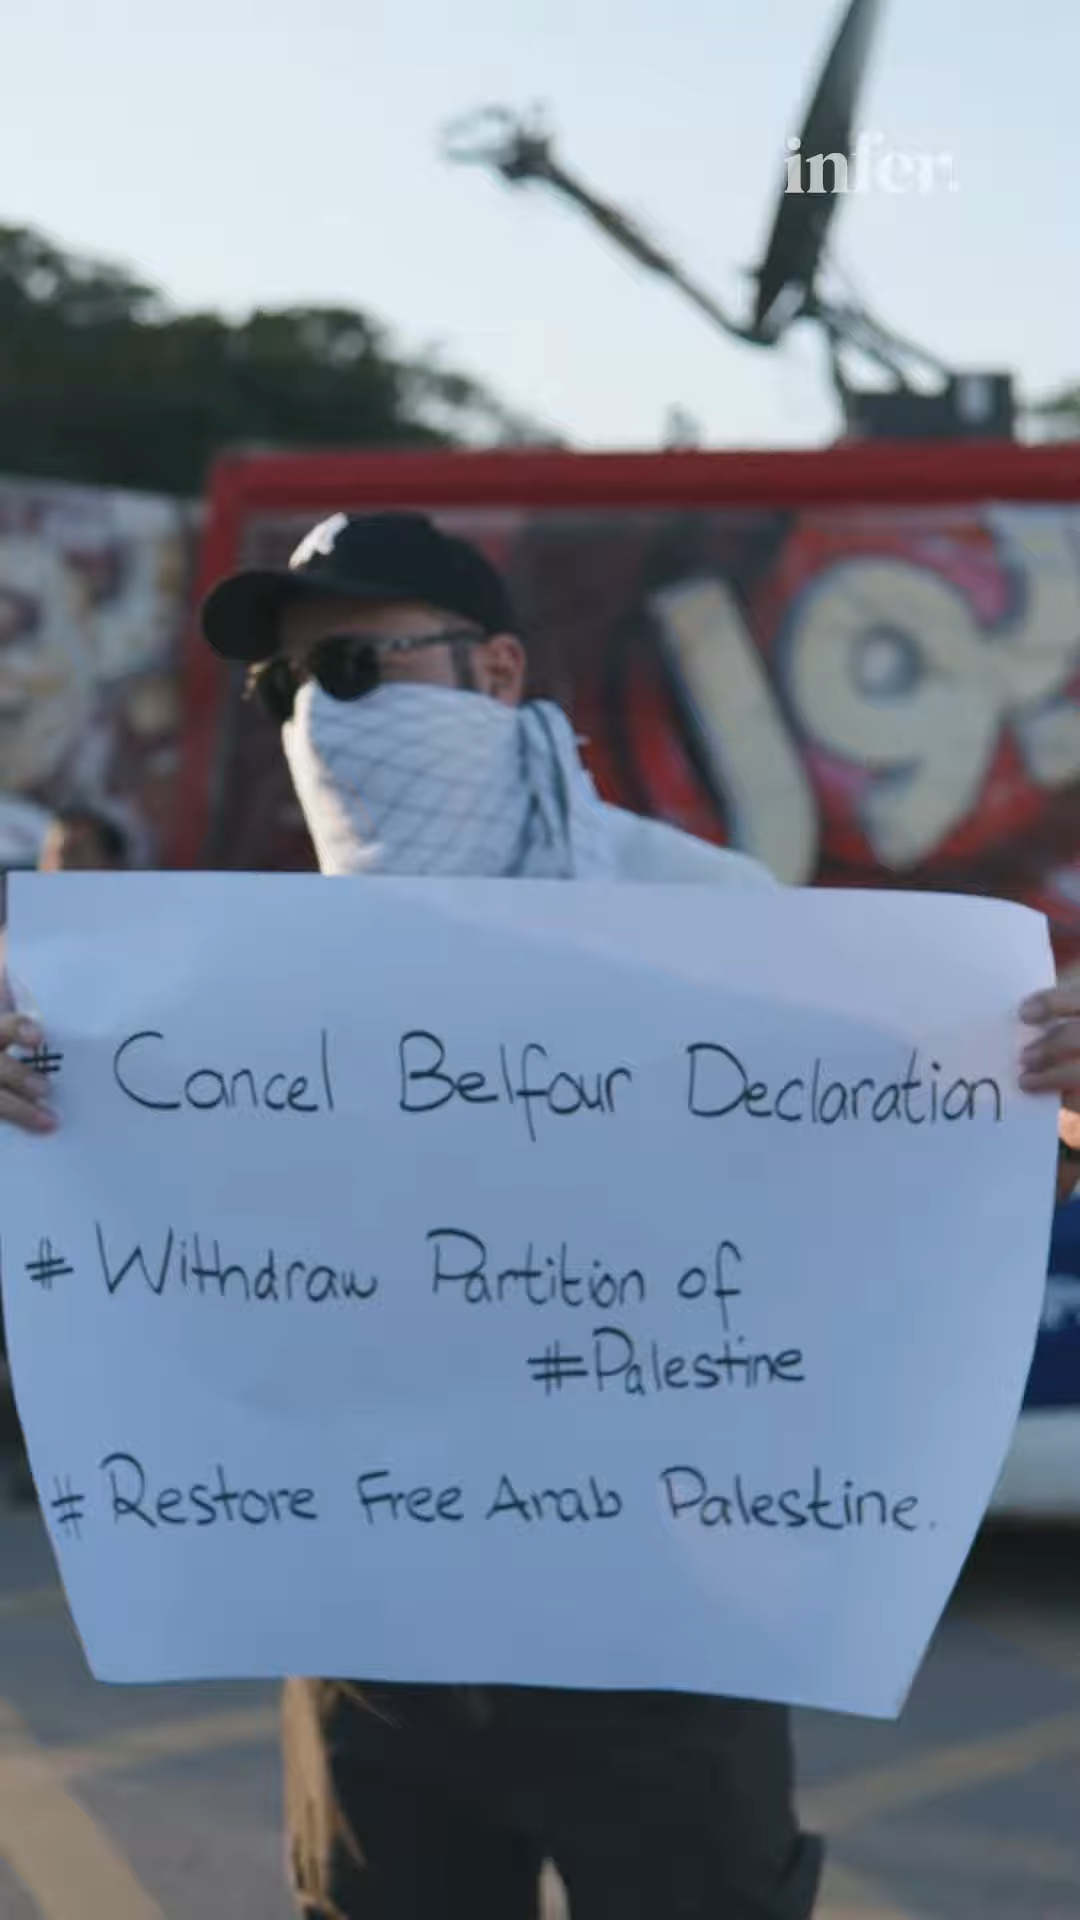 infer.
# Cancel Belfour Declaration
# Withdraw Partition of
#Palestine
# Restore Free Arab Palestine.